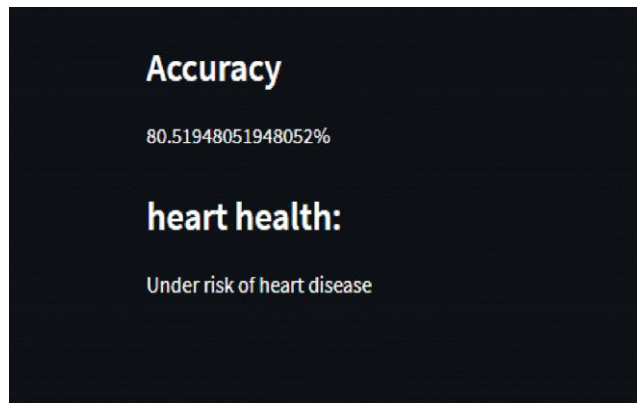 Accuracy
80.51948051948052%
heart health:
Under risk of heart disease